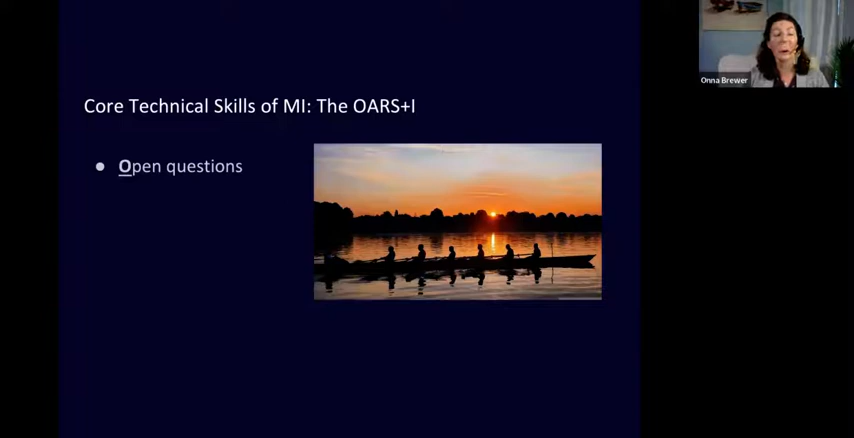 Core Technical Skills of MI: The OARS+I
● Open questions
Onna Brewer